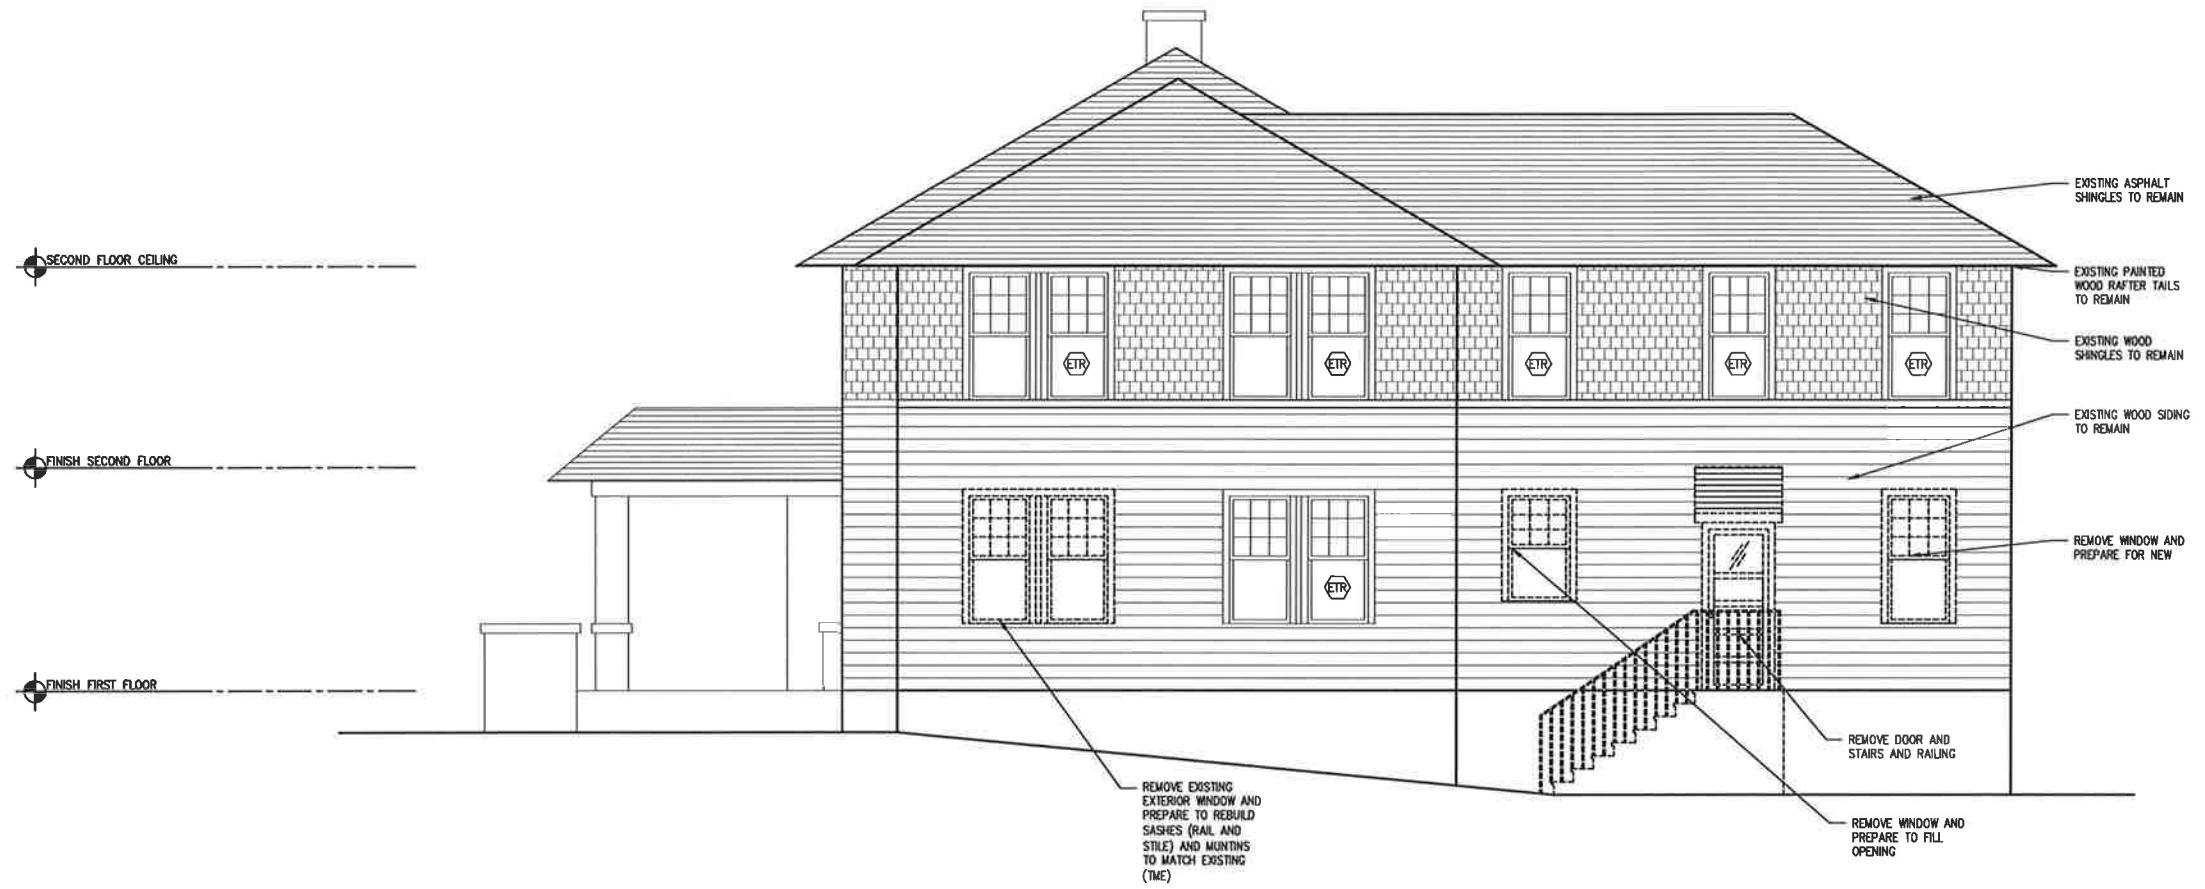 EXISTING ASPHALT
SHINGLES TO REMAIN
SECOND FLOOR CEILING
EXISTING PAINTED
WOOD RAFTER TAILS
TO REMAIN
EXISTING WOOD
SHINGLES TO REMAIN
ETR
ETR
ETR
ETR
ETR
EXISTING WOOD SIDING
TO REMAIN
FINISH SECOND FLOOR
REMOVE WINDOW AND
PREPARE FOR NEW
ETR
FINISH FIRST FLOOR
REMOVE DOOR AND
STAIRS AND RAILING
REMOVE EXISTING
EXTERIOR WINDOW AND
PREPARE TO REBUILD
SASHES (RAIL AND
STILE) AND MUNTINS
TO MATCH EXISTING
(TME)
REMOVE WINDOW AND
PREPARE TO FILL
OPENING